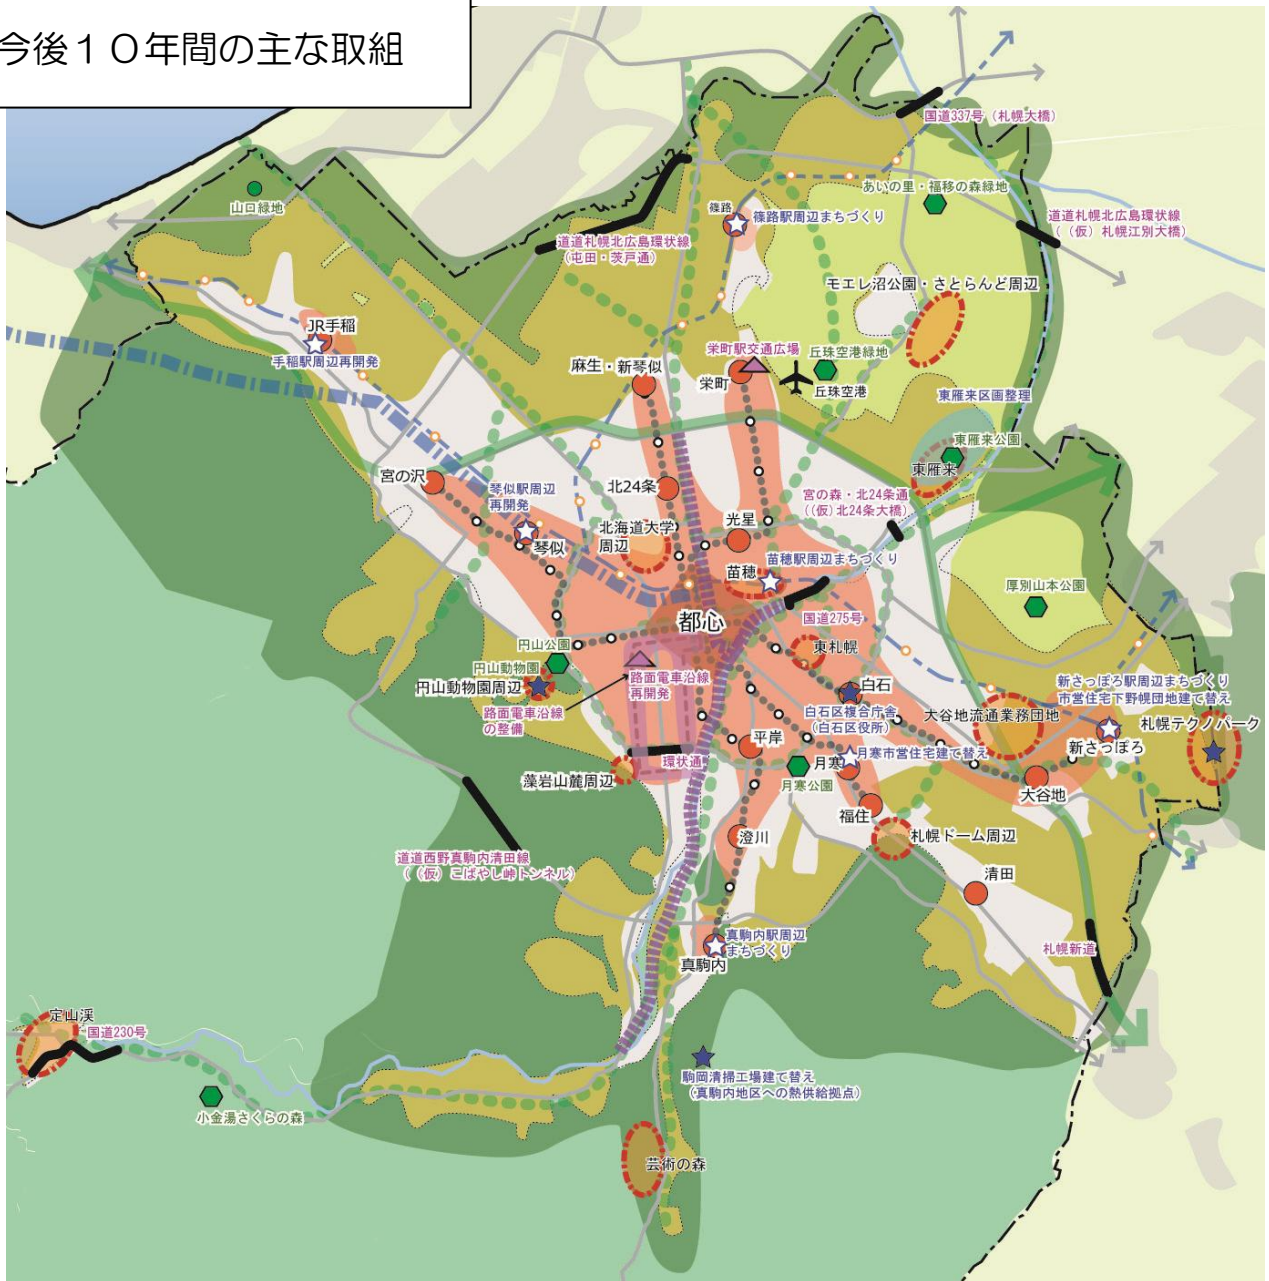 今後１０年間の主な取組
国道337号（札幌大橋）
山口緑地
あいの里・福移の森緑地
篠路
篠路駅周辺まちづくり
道道札幌北広島環状線
（（仮）札幌江別大橋）
道道札幌北広島環状線
（屯田・茨戸通）
モエレ沼公園・さとらんど周辺
JR手稲
手稲駅周辺再開発
栄町駅交通広場
丘珠空港緑地
麻生・新琴似
栄町
丘珠空港
東雁来区画整理
東雁来公園
東雁来
宮の沢
琴似駅周辺
再開発
北24条
宮の森・北24条通
（（仮）北24条大橋）
光星
北海道大学
周辺
琴似
苗穂駅周辺まちづくり
苗穂
厚別山本公園
都心
国道275号
円山公園
東札幌
円山動物園
円山動物園周辺
路面電車沿線
再開発
白石
新さっぽろ駅周辺まちづくり
市営住宅下野幌団地建て替え
路面電車沿線
の整備
白石区複合庁舎
（白石区役所）
大谷地流通業務団地
札幌テクノパーク
平岸
新さっぽろ
環状通
月寒
月寒市営住宅建て替え
藻岩山麓周辺
月寒公園
大谷地
福住
澄川
札幌ドーム周辺
道道西野真駒内清田線
（（仮）こばやし峠トンネル）
清田
真駒内駅周辺
まちづくり
真駒内
札幌新道
定山渓
国道230号
駒岡清掃工場建て替え
（真駒内地区への熱供給拠点）
小金湯さくらの森
芸術の森